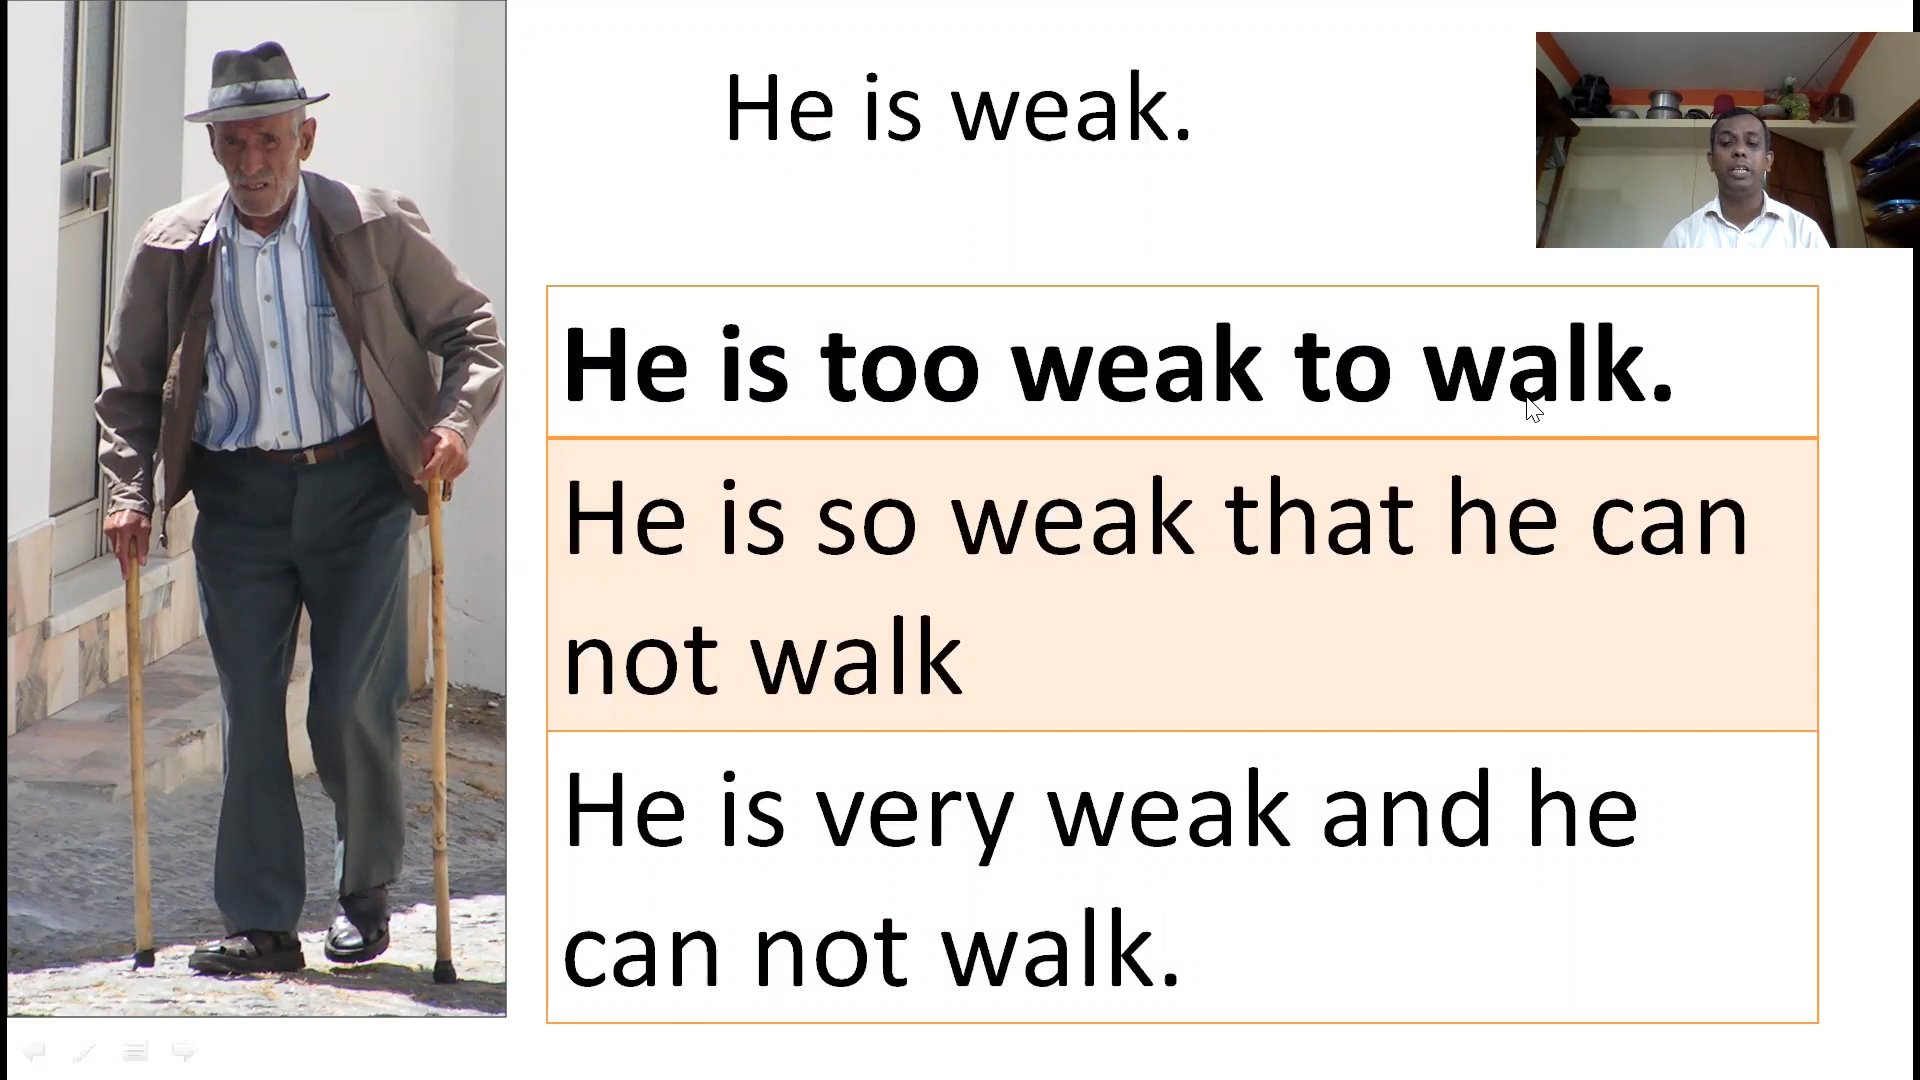 He is weak.
He is too weak to walk.
He is so weak that he can
not walk
He is very weak and he
can not walk.